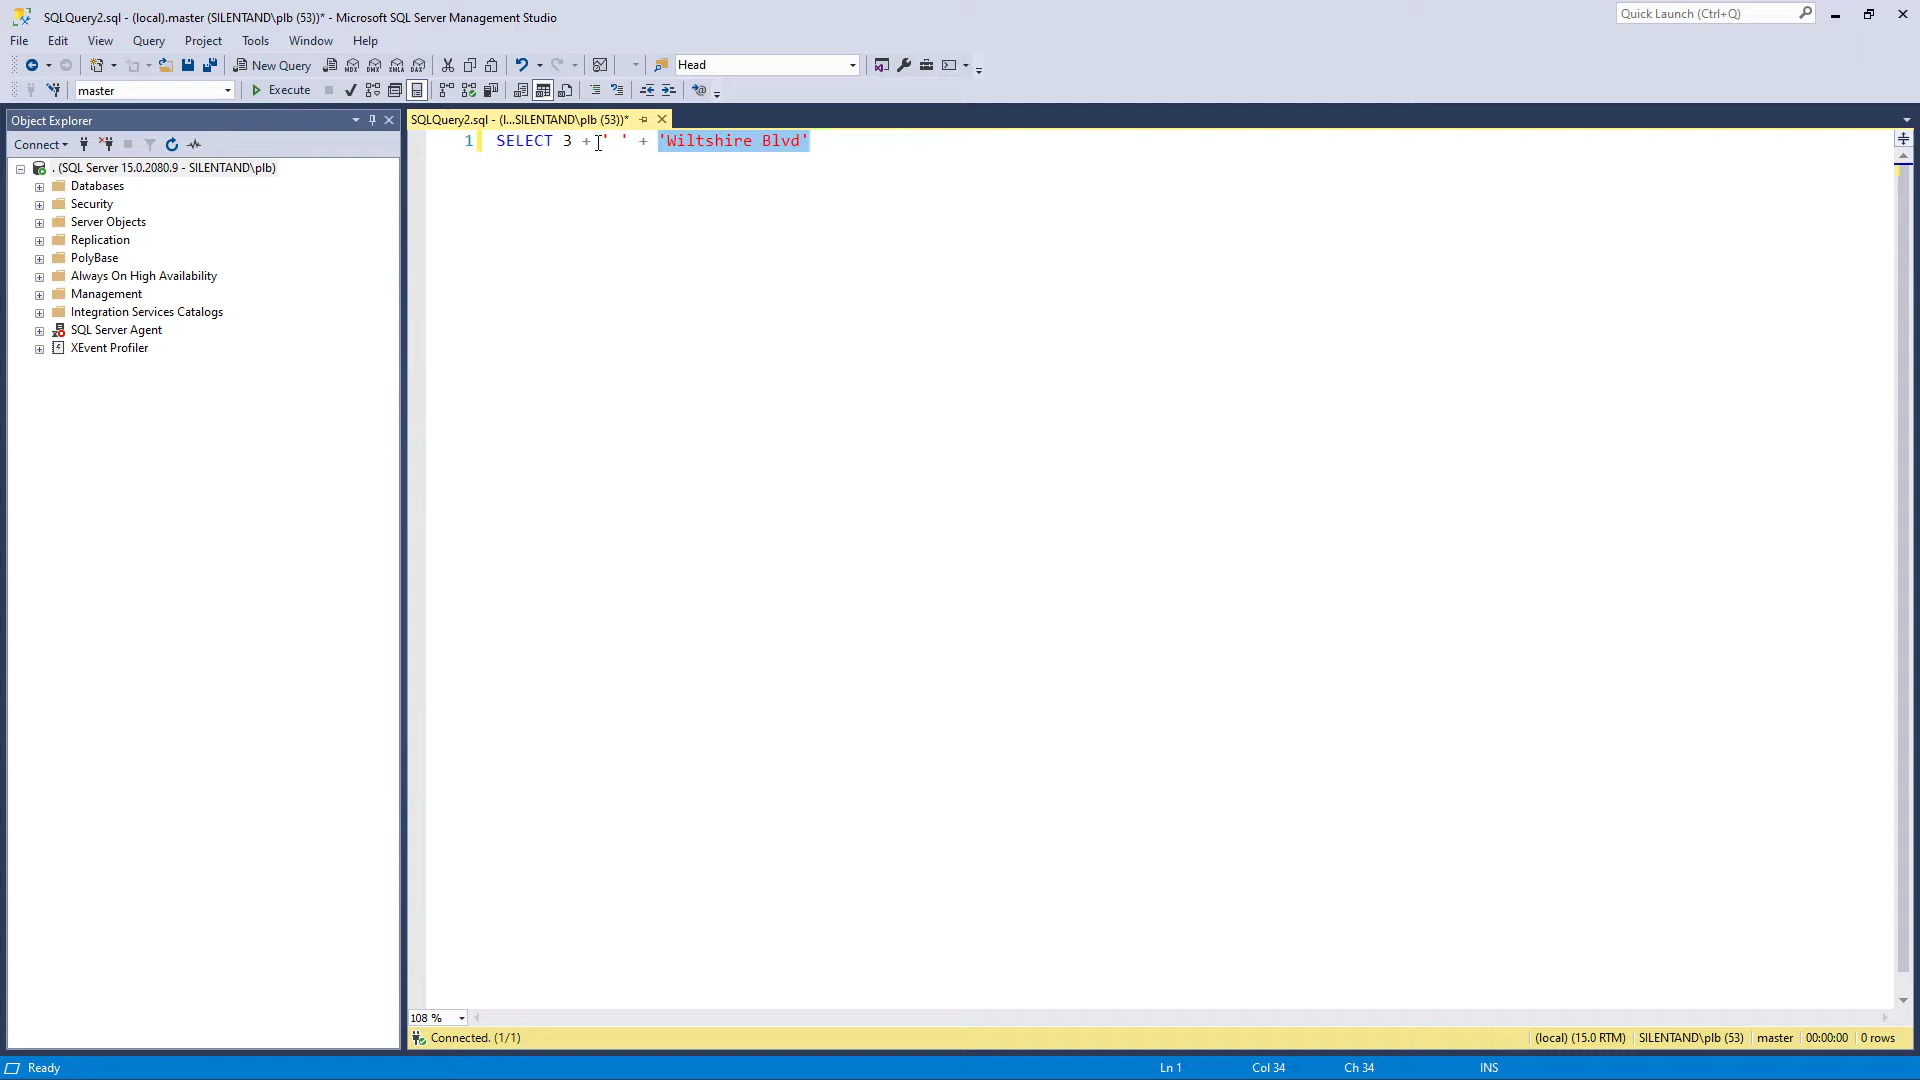 SQLQuery2.sql - (local).master (SILENTAND\plb (53))* - Microsoft SQL Server Management Studio
Quick Launch (Ctrl+Q)
File Edit View Query Project Tools Window Help
New Query MDX DMX XMLA DAX Head
master Execute
Object Explorer
SQLQuery2.sql - (l...SILENTAND\plb (53))*
Connect
1 SELECT 3 + ' ' + 'Wiltshire Blvd'
. (SQL Server 15.0.2080.9 - SILENTAND\plb)
Databases
Security
Server Objects
Replication
PolyBase
Always On High Availability
Management
Integration Services Catalogs
SQL Server Agent
XEvent Profiler
108 %
Connected. (1/1) (local) (15.0 RTM) SILENTAND\plb (53) master 00:00:00 0 rows
Ready Ln 1 Col 34 Ch 34 INS